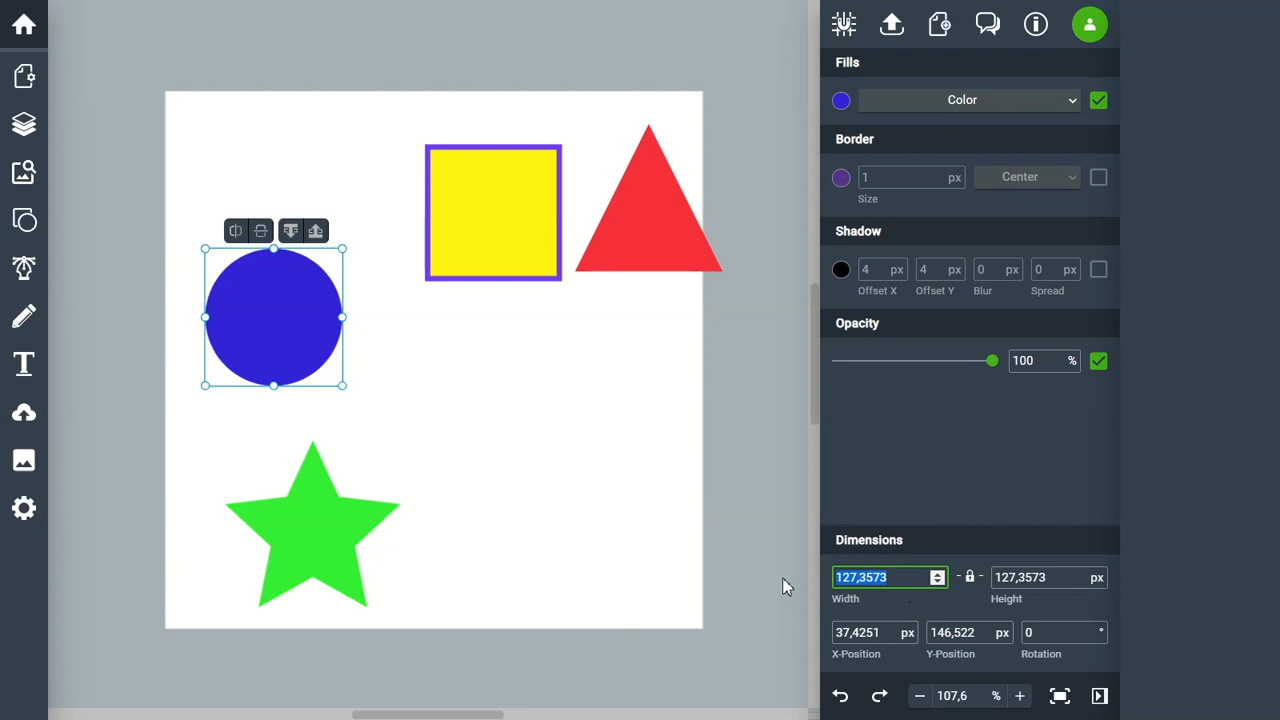 Fills
Color
Border
1 px Center
Size
Shadow
4 px 4 px 0 px 0 px
Offset X Offset Y Blur Spread
Opacity
100 %
T
Dimensions
127,3573 127,3573 px
Width Height
37,4251 px 146,522 px 0 °
X-Position Y-Position Rotation
107,6 %